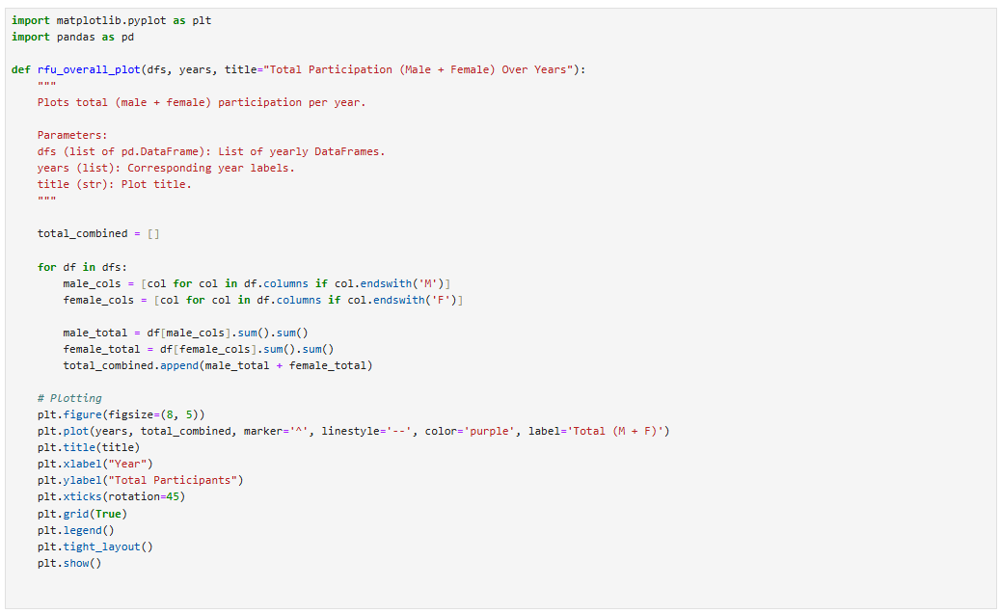 import matplotlib.pyplot as plt
import pandas as pd

def rfu_overall_plot(dfs, years, title="Total Participation (Male + Female) Over Years"):
    """
    Plots total (male + female) participation per year.

    Parameters:
    dfs (list of pd.DataFrame): List of yearly DataFrames.
    years (list): Corresponding year labels.
    title (str): Plot title.
    """

    total_combined = []

    for df in dfs:
        male_cols = [col for col in df.columns if col.endswith('M')]
        female_cols = [col for col in df.columns if col.endswith('F')]

        male_total = df[male_cols].sum().sum()
        female_total = df[female_cols].sum().sum()
        total_combined.append(male_total + female_total)

    # Plotting
    plt.figure(figsize=(8, 5))
    plt.plot(years, total_combined, marker='^', linestyle='--', color='purple', label='Total (M + F)')
    plt.title(title)
    plt.xlabel("Year")
    plt.ylabel("Total Participants")
    plt.xticks(rotation=45)
    plt.grid(True)
    plt.legend()
    plt.tight_layout()
    plt.show()